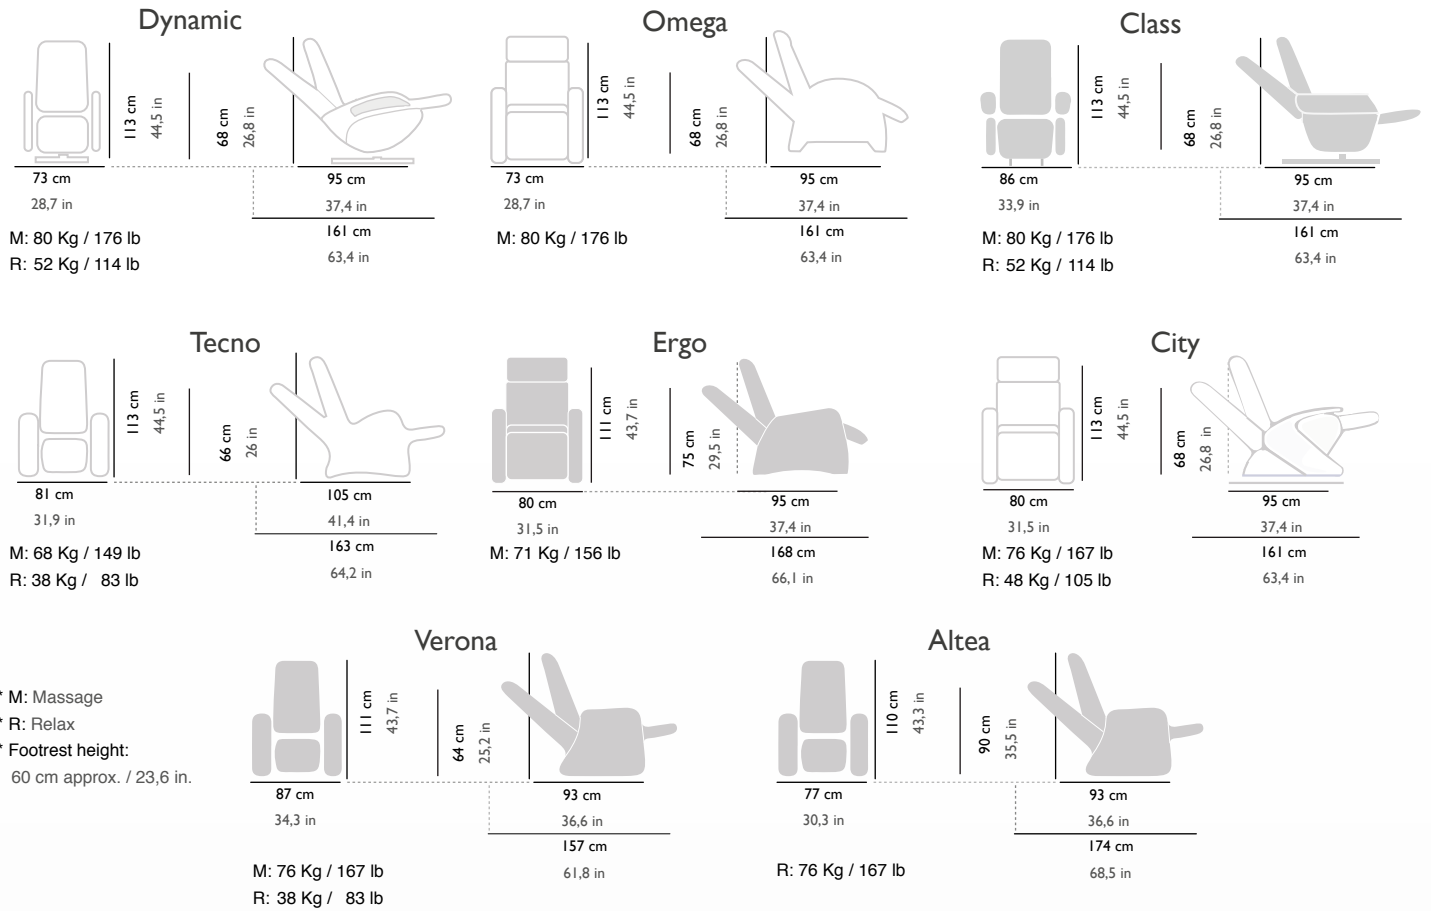 Dynamic
113 cm
44,5 in
68 cm
26,8 in
73 cm
28,7 in
95 cm
37,4 in
161 cm
63,4 in
M: 80 Kg / 176 lb
R: 52 Kg / 114 lb
Omega
113 cm
44,5 in
68 cm
26,8 in
73 cm
28,7 in
95 cm
37,4 in
161 cm
63,4 in
M: 80 Kg / 176 lb
Class
113 cm
44,5 in
68 cm
26,8 in
86 cm
33,9 in
95 cm
37,4 in
161 cm
63,4 in
M: 80 Kg / 176 lb
R: 52 Kg / 114 lb
Tecno
113 cm
44,5 in
66 cm
26 in
81 cm
31,9 in
105 cm
41,4 in
163 cm
64,2 in
M: 68 Kg / 149 lb
R: 38 Kg / 83 lb
Ergo
111 cm
43,7 in
75 cm
29,5 in
80 cm
31,5 in
95 cm
37,4 in
168 cm
66,1 in
M: 71 Kg / 156 lb
City
113 cm
44,5 in
68 cm
26,8 in
80 cm
31,5 in
95 cm
37,4 in
161 cm
63,4 in
M: 76 Kg / 167 lb
R: 48 Kg / 105 lb
* M: Massage
* R: Relax
* Footrest height:
60 cm approx. / 23,6 in.
Verona
111 cm
43,7 in
64 cm
25,2 in
87 cm
34,3 in
93 cm
36,6 in
157 cm
61,8 in
M: 76 Kg / 167 lb
R: 38 Kg / 83 lb
Altea
110 cm
43,3 in
90 cm
35,5 in
77 cm
30,3 in
93 cm
36,6 in
174 cm
68,5 in
R: 76 Kg / 167 lb